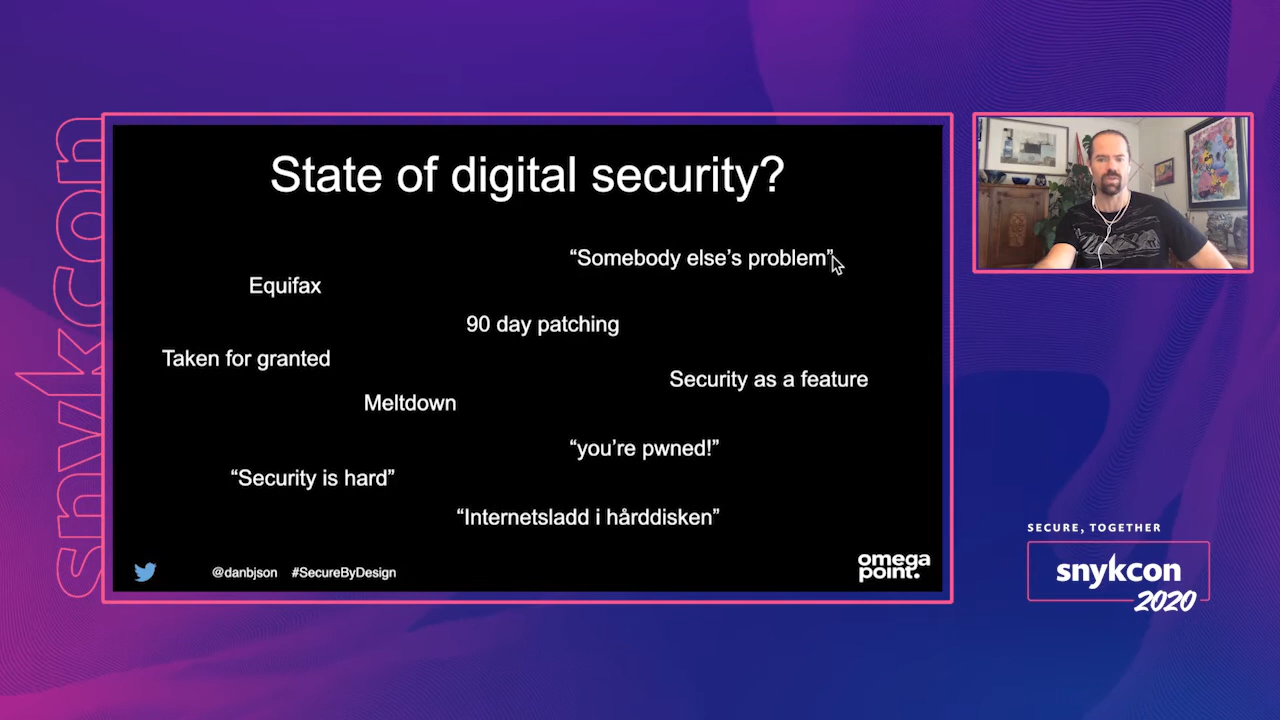 snykcon
State of digital security?
“Somebody else’s problem”
Equifax
90 day patching
Taken for granted
Security as a feature
Meltdown
“you’re pwned!”
“Security is hard”
“Internetsladd i hårddisken”
@danbjson #SecureByDesign
omega
point.
SECURE, TOGETHER
snykcon
2020